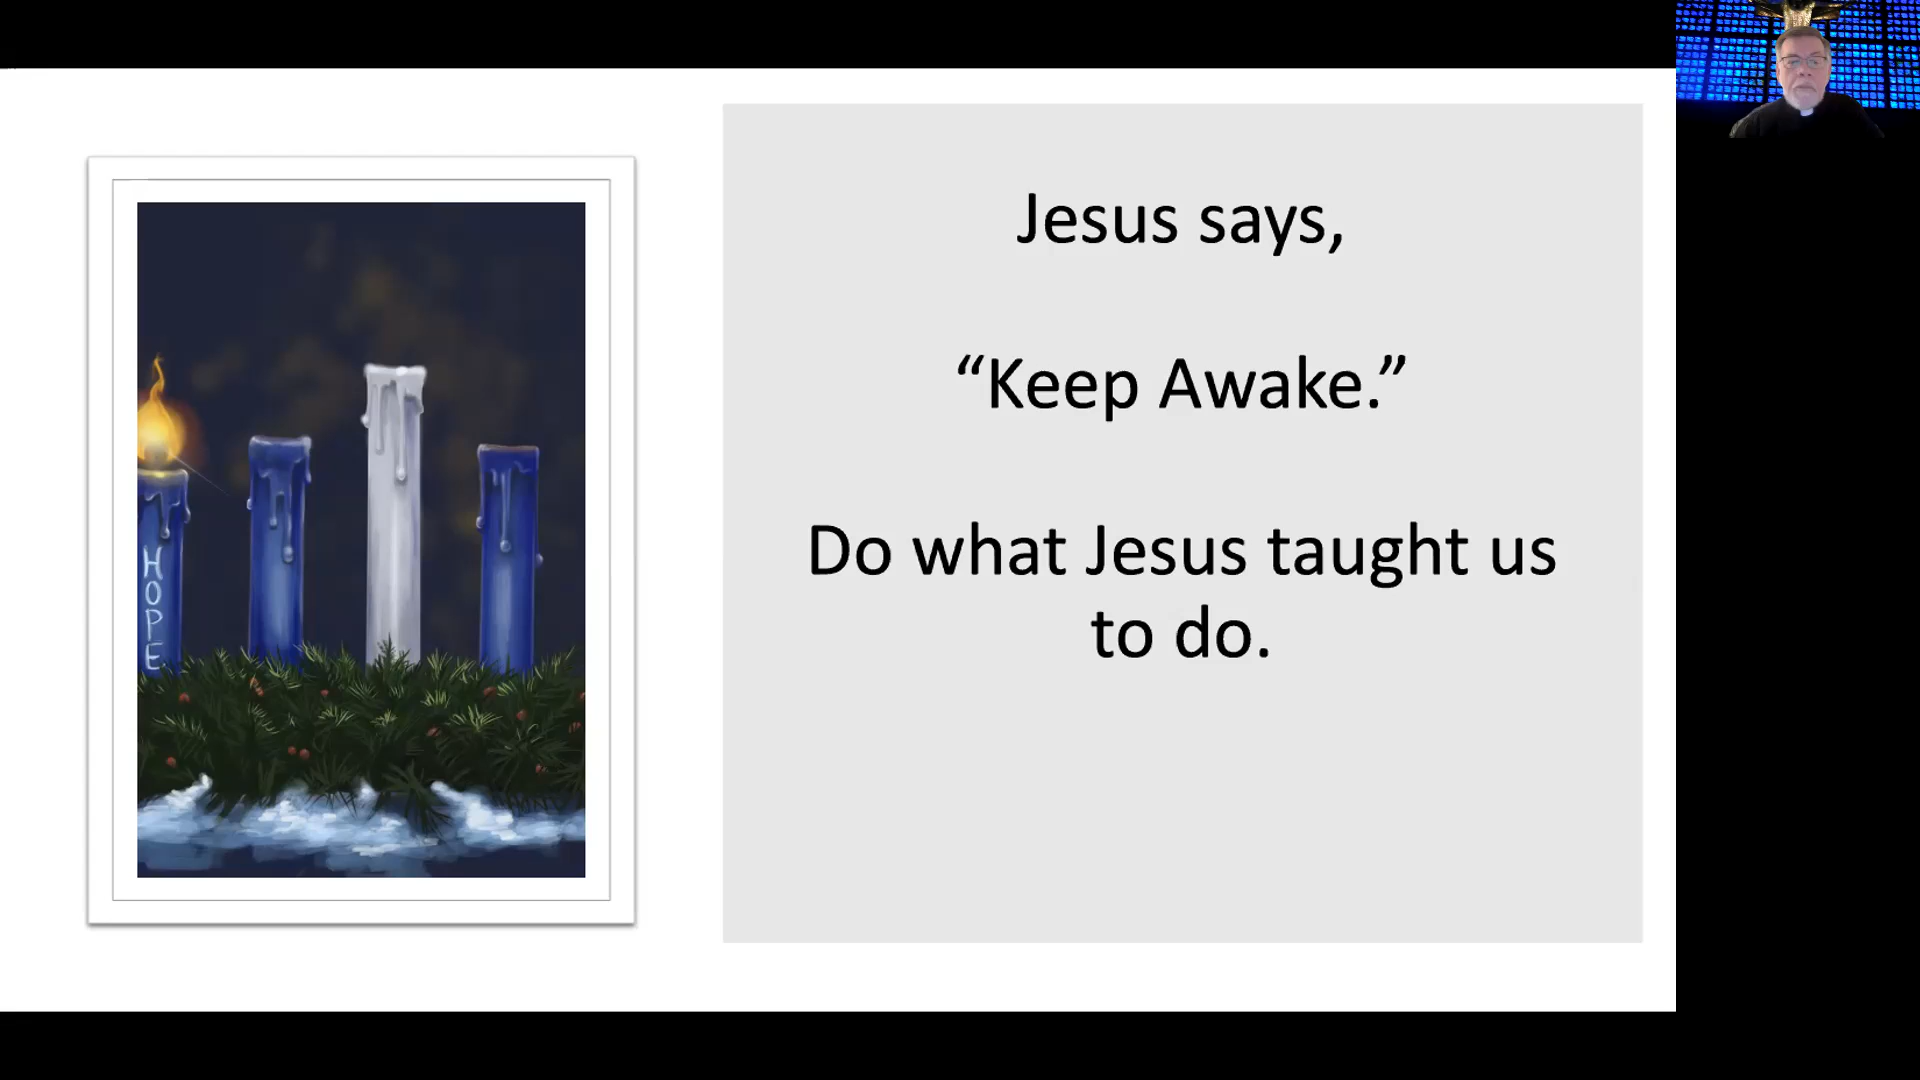 HOPE
Jesus says,
“Keep Awake.”
Do what Jesus taught us
to do.